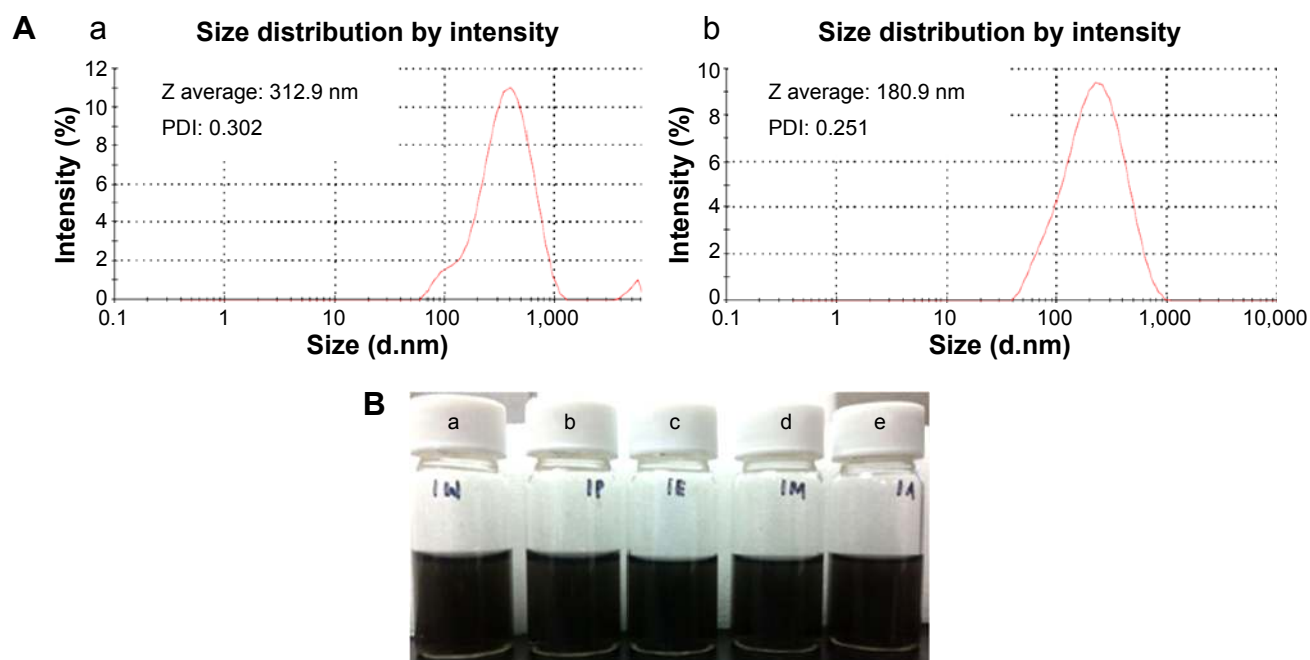 A
a
Size distribution by intensity
Intensity (%)
12
10
8
6
4
2
0
Z average: 312.9 nm
PDI: 0.302
0.1 1 10 100 1,000
Size (d.nm)
b
Size distribution by intensity
Intensity (%)
10
8
6
4
2
0
Z average: 180.9 nm
PDI: 0.251
0.1 1 10 100 1,000 10,000
Size (d.nm)
B
a b c d e
IW IP IE IM IA